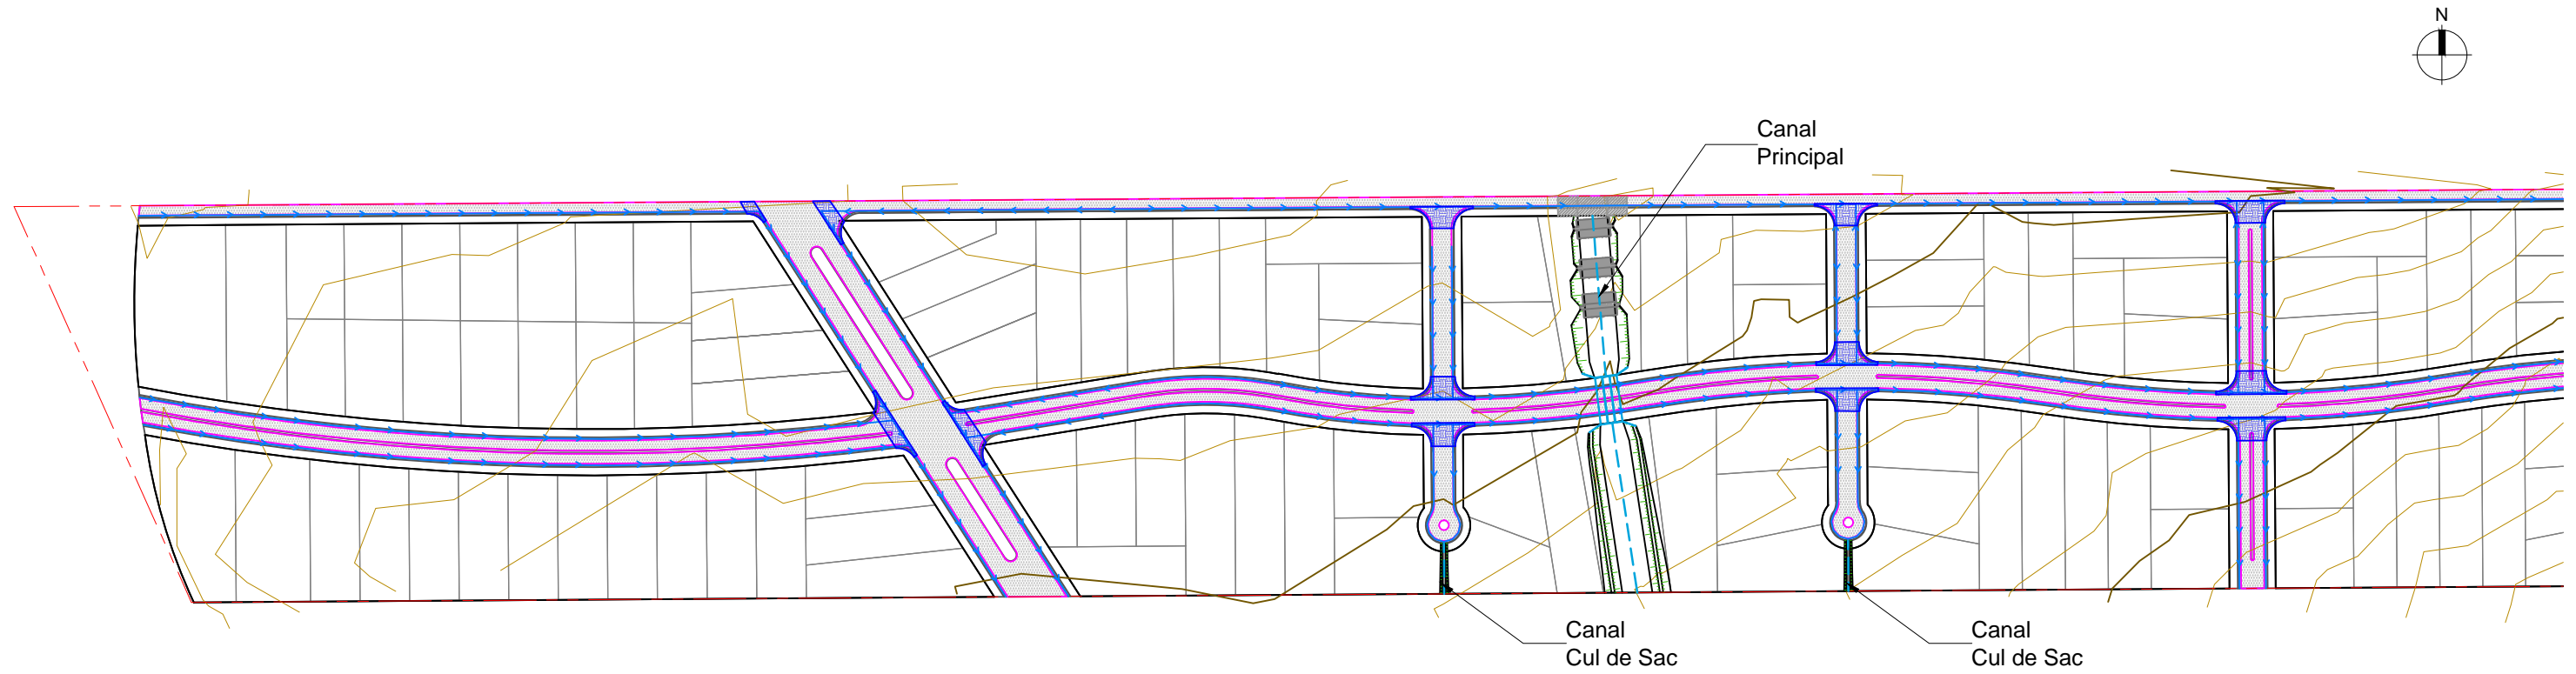 N
Canal
Principal
Canal
Cul de Sac
Canal
Cul de Sac